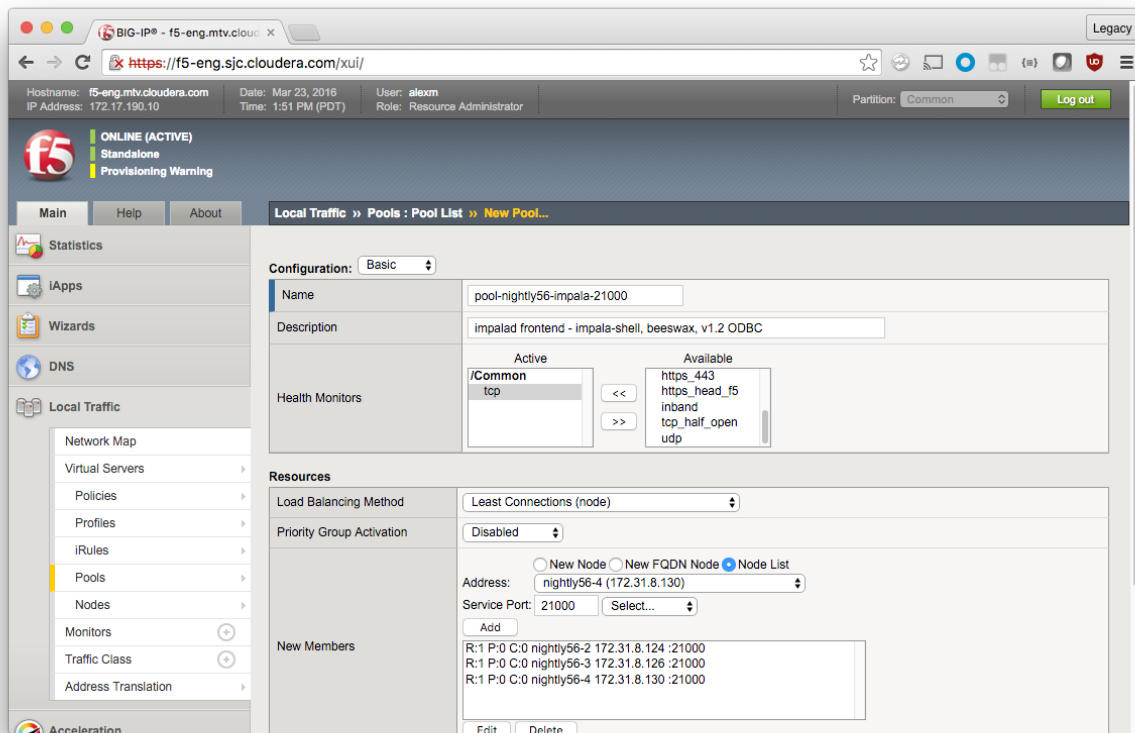 BIG-IP® - f5-eng.mtv.cloud
Legacy
https://f5-eng.sjc.cloudera.com/xui/
Hostname: f5-eng.mtv.cloudera.com Date: Mar 23, 2016 User: alexm
IP Address: 172.17.190.10 Time: 1:51 PM (PDT) Role: Resource Administrator
Partition: Common Log out
f5
ONLINE (ACTIVE)
Standalone
Provisioning Warning
Main Help About
Local Traffic ›› Pools : Pool List ›› New Pool...
Statistics
iApps
Wizards
DNS
Local Traffic
Network Map
Virtual Servers
Policies
Profiles
iRules
Pools
Nodes
Monitors
Traffic Class
Address Translation
Acceleration
Configuration: Basic
Name pool-nightly56-impala-21000
Description impalad frontend - impala-shell, beeswax, v1.2 ODBC
Health Monitors
Active
/Common
tcp
<<
>>
Available
https_443
https_head_f5
inband
tcp_half_open
udp
Resources
Load Balancing Method Least Connections (node)
Priority Group Activation Disabled
New Members
New Node New FQDN Node Node List
Address: nightly56-4 (172.31.8.130)
Service Port: 21000 Select...
Add
R:1 P:0 C:0 nightly56-2 172.31.8.124 :21000
R:1 P:0 C:0 nightly56-3 172.31.8.126 :21000
R:1 P:0 C:0 nightly56-4 172.31.8.130 :21000
Edit Delete